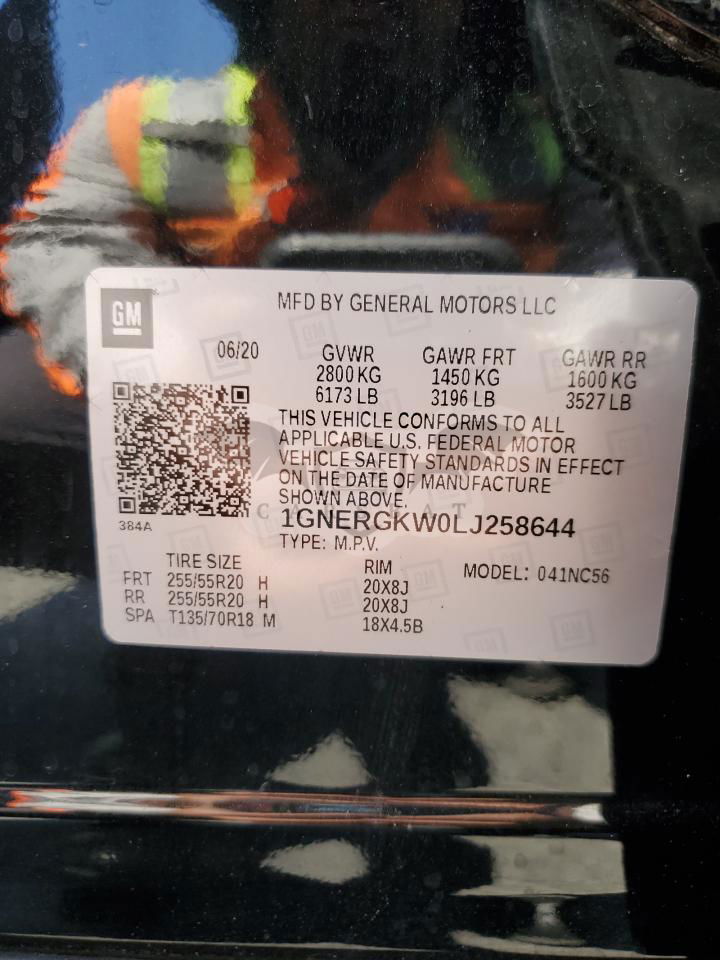 GM
MFD BY GENERAL MOTORS LLC
06/20
GVWR GAWR FRT GAWR RR
2800 KG 1450 KG 1600 KG
6173 LB 3196 LB 3527 LB
THIS VEHICLE CONFORMS TO ALL
APPLICABLE U.S. FEDERAL MOTOR
VEHICLE SAFETY STANDARDS IN EFFECT
ON THE DATE OF MANUFACTURE
SHOWN ABOVE.
384A
1GNERGKW0LJ258644
TYPE: M.P.V.
TIRE SIZE RIM MODEL: 041NC56
FRT 255/55R20 H 20X8J
RR 255/55R20 H 20X8J
SPA T135/70R18 M 18X4.5B